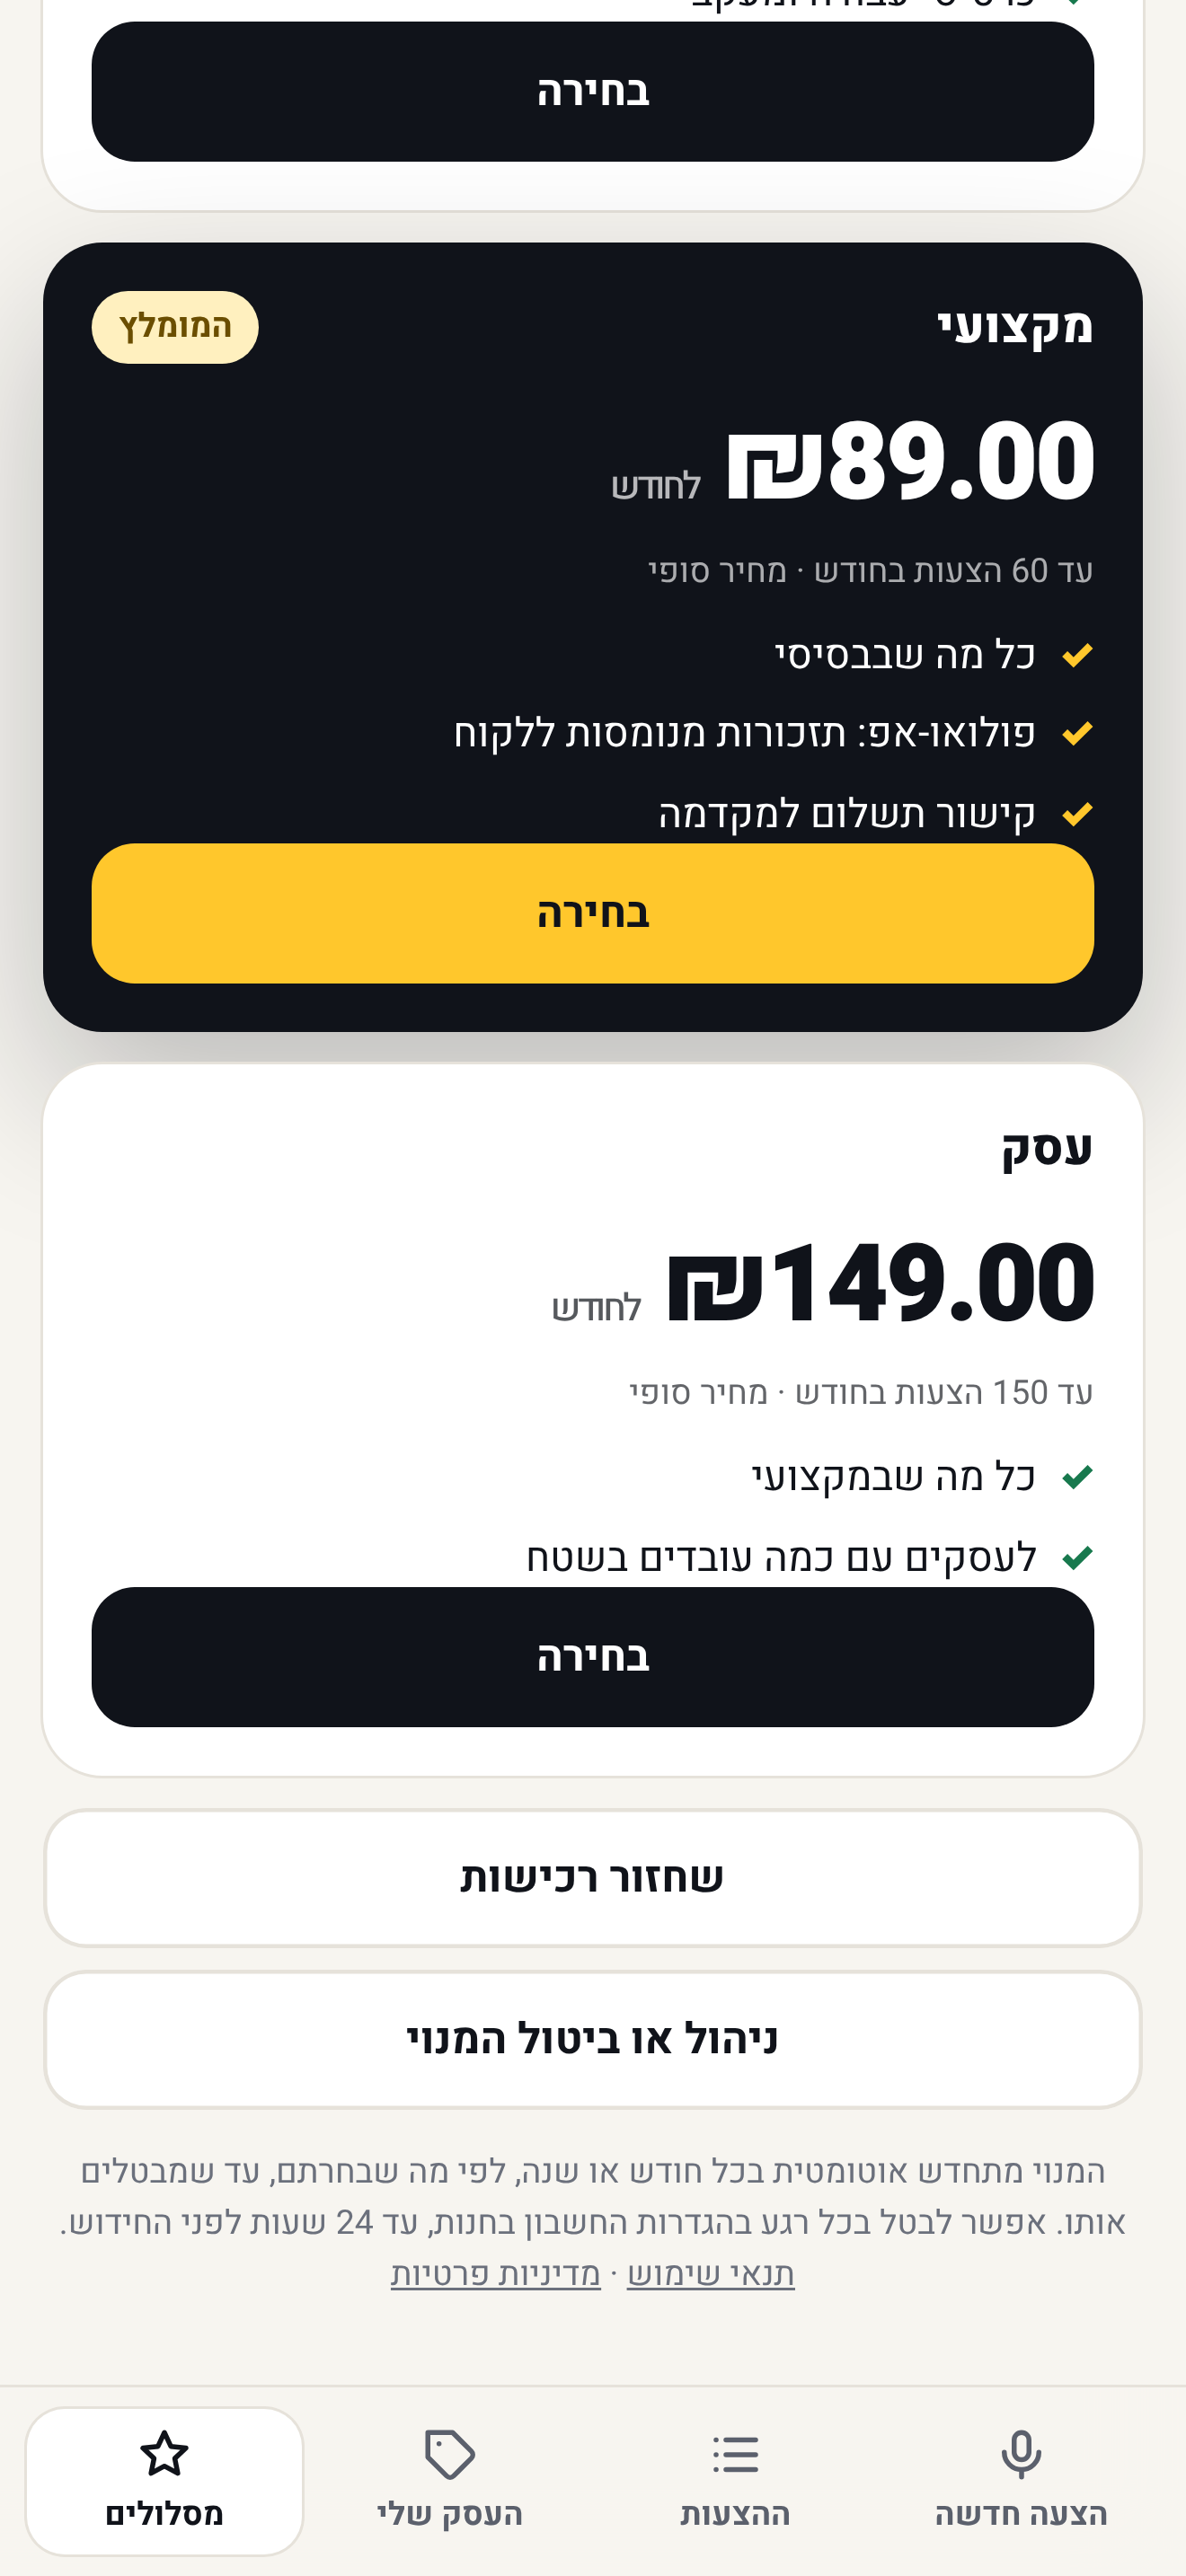 בחירה
מקצועי
המומלץ
₪89.00 לחודש
עד 60 הצעות בחודש · מחיר סופי
כל מה שבבסיסי
פולואו-אפ: תזכורות מנומסות ללקוח
קישור תשלום למקדמה
בחירה
עסק
₪149.00 לחודש
עד 150 הצעות בחודש · מחיר סופי
כל מה שבמקצועי
לעסקים עם כמה עובדים בשטח
בחירה
שחזור רכישות
ניהול או ביטול המנוי
המנוי מתחדש אוטומטית בכל חודש או שנה, לפי מה שבחרתם, עד שמבטלים
אותו. אפשר לבטל בכל רגע בהגדרות החשבון בחנות, עד 24 שעות לפני החידוש.
תנאי שימוש · מדיניות פרטיות
הצעה חדשה
ההצעות
העסק שלי
מסלולים